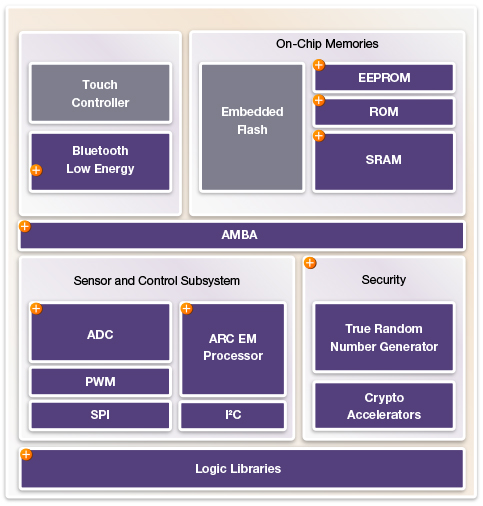 Touch
Controller
Bluetooth
Low Energy
On-Chip Memories
Embedded
Flash
EEPROM
ROM
SRAM
AMBA
Sensor and Control Subsystem
ADC
PWM
SPI
ARC EM
Processor
I²C
Security
True Random
Number Generator
Crypto
Accelerators
Logic Libraries